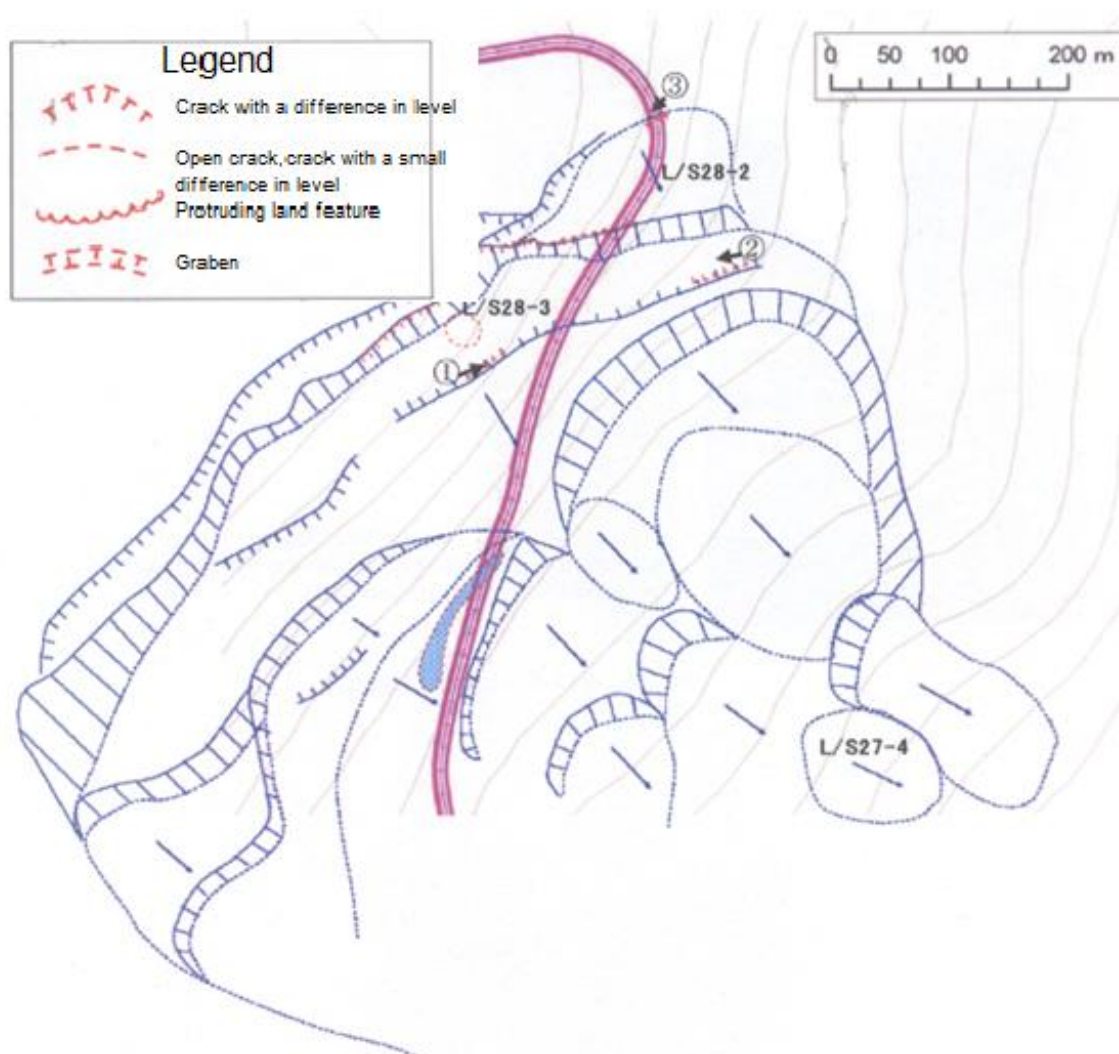 Legend
Crack with a difference in level
Open crack,crack with a small
difference in level
Protruding land feature
Graben
0 50 100 200 m
③
L/S28-2
②
L/S28-3
①
L/S27-4